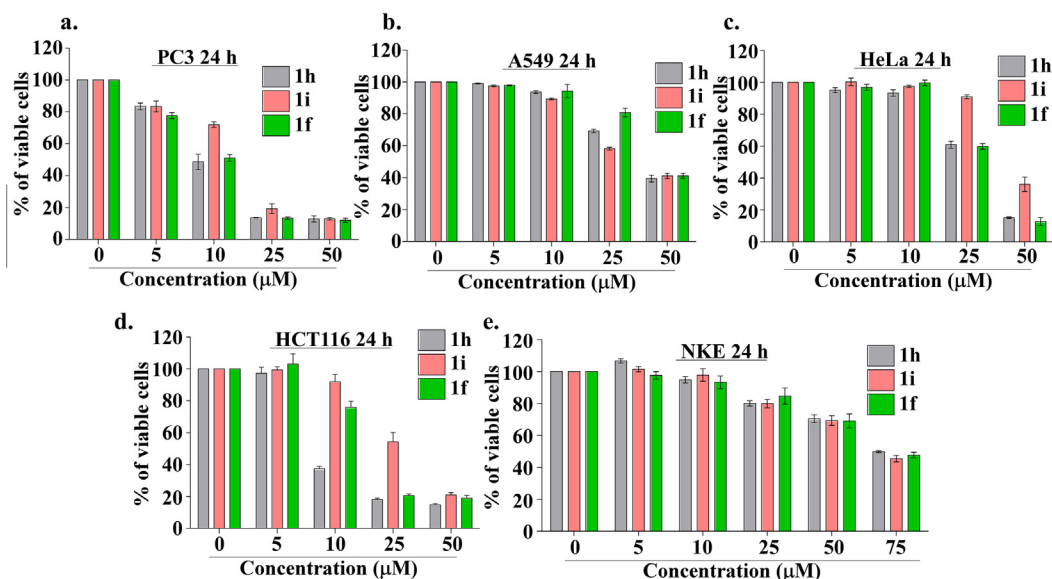 a.
PC3 24 h
1h
1i
1f
% of viable cells
120
100
80
60
40
20
0
0 5 10 25 50
Concentration (μM)
b.
A549 24 h
1h
1i
1f
% of viable cells
120
100
80
60
40
20
0
0 5 10 25 50
Concentration (μM)
c.
HeLa 24 h
1h
1i
1f
% of viable cells
120
100
80
60
40
20
0
0 5 10 25 50
Concentration (μM)
d.
HCT116 24 h
1h
1i
1f
% of viable cells
120
100
80
60
40
20
0
0 5 10 25 50
Concentration (μM)
e.
NKE 24 h
1h
1i
1f
% of viable cells
120
100
80
60
40
20
0
0 5 10 25 50 75
Concentration (μM)